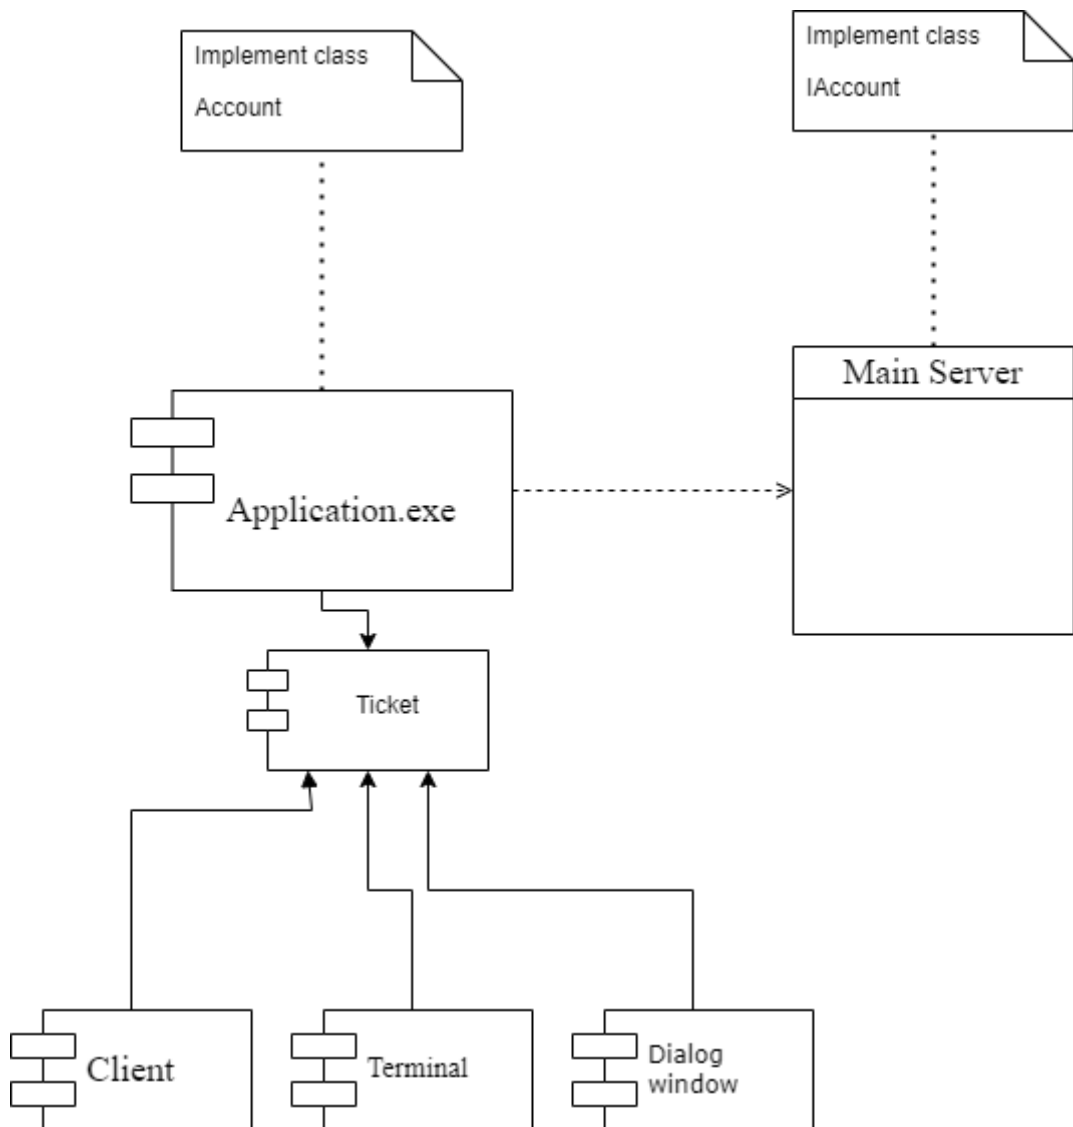 Implement class
Account
Implement class
IAccount
Main Server
Application.exe
Ticket
Client
Terminal
Dialog
window